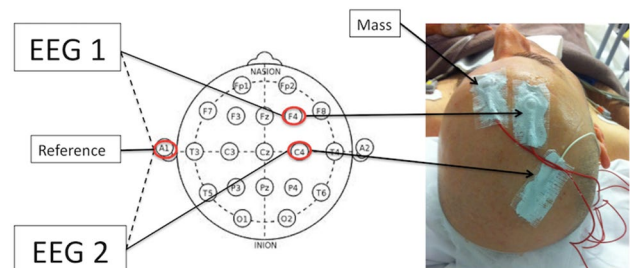 Mass
EEG 1
NASION
Fp1 Fp2
F7 F3 Fz F4 F8
Reference
A1 T3 C3 Cz C4 T4 A2
T5 P3 Pz P4 T6
O1 O2
EEG 2
INION